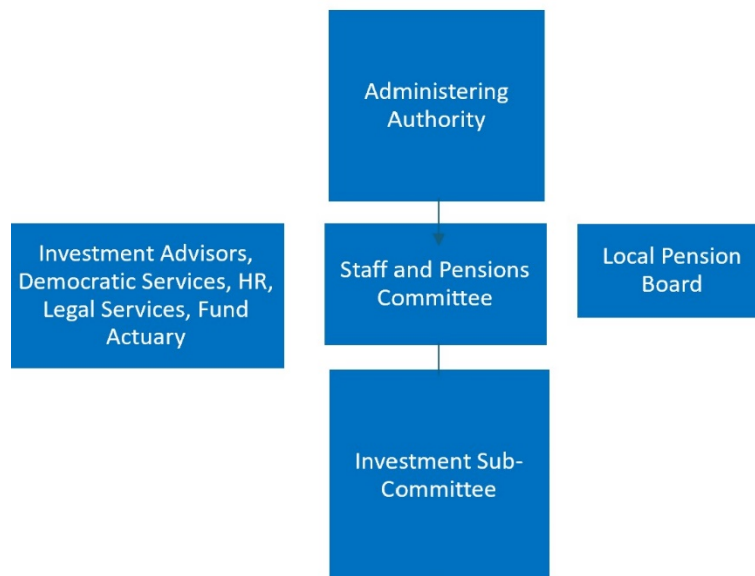 Administering
Authority
Investment Advisors,
Democratic Services, HR,
Legal Services, Fund
Actuary
Staff and Pensions
Committee
Local Pension
Board
Investment Sub-
Committee